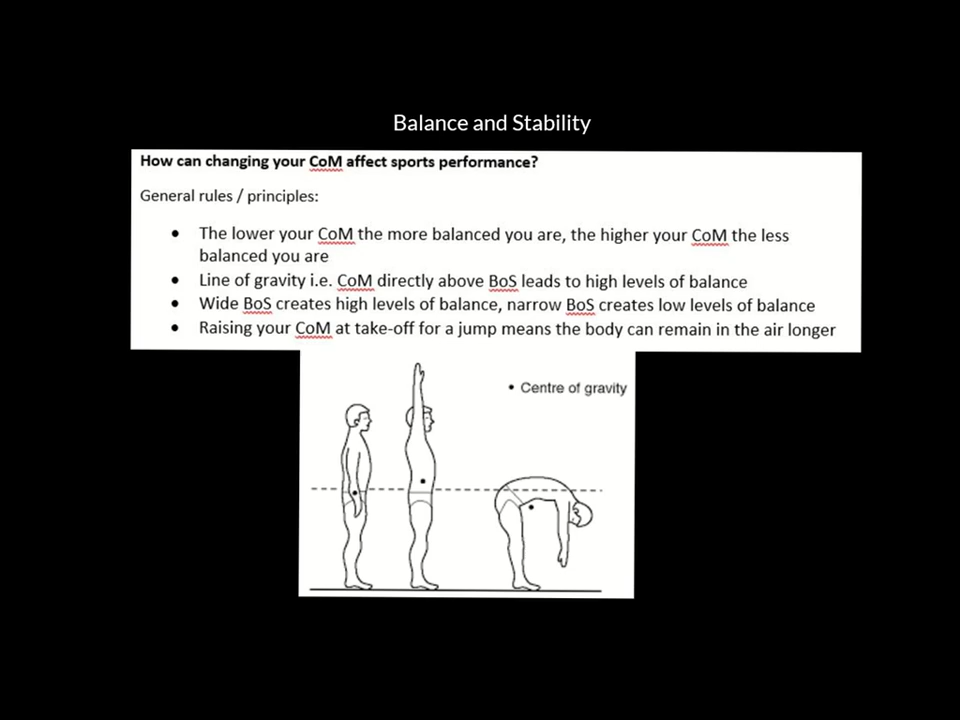 Balance and Stability
How can changing your CoM affect sports performance?
General rules / principles:
• The lower your CoM the more balanced you are, the higher your CoM the less
balanced you are
• Line of gravity i.e. CoM directly above BoS leads to high levels of balance
• Wide BoS creates high levels of balance, narrow BoS creates low levels of balance
• Raising your CoM at take-off for a jump means the body can remain in the air longer
• Centre of gravity